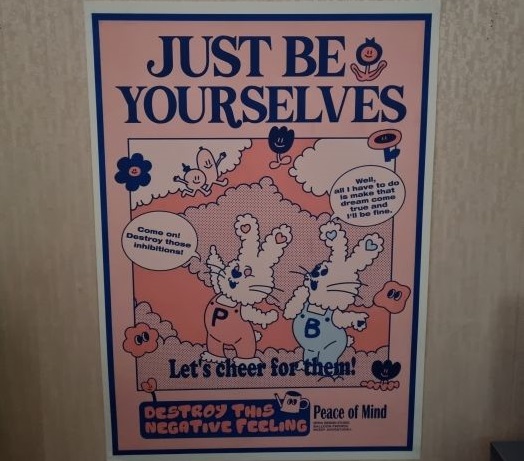 JUST BE
YOURSELVES
Well,
all I have to do
is make that
dream come
true and
I'll be fine.
Come on!
Destroy those
inhibitions!
P
B
Let's cheer for them!
DESTROY THIS
NEGATIVE FEELING
Peace of Mind